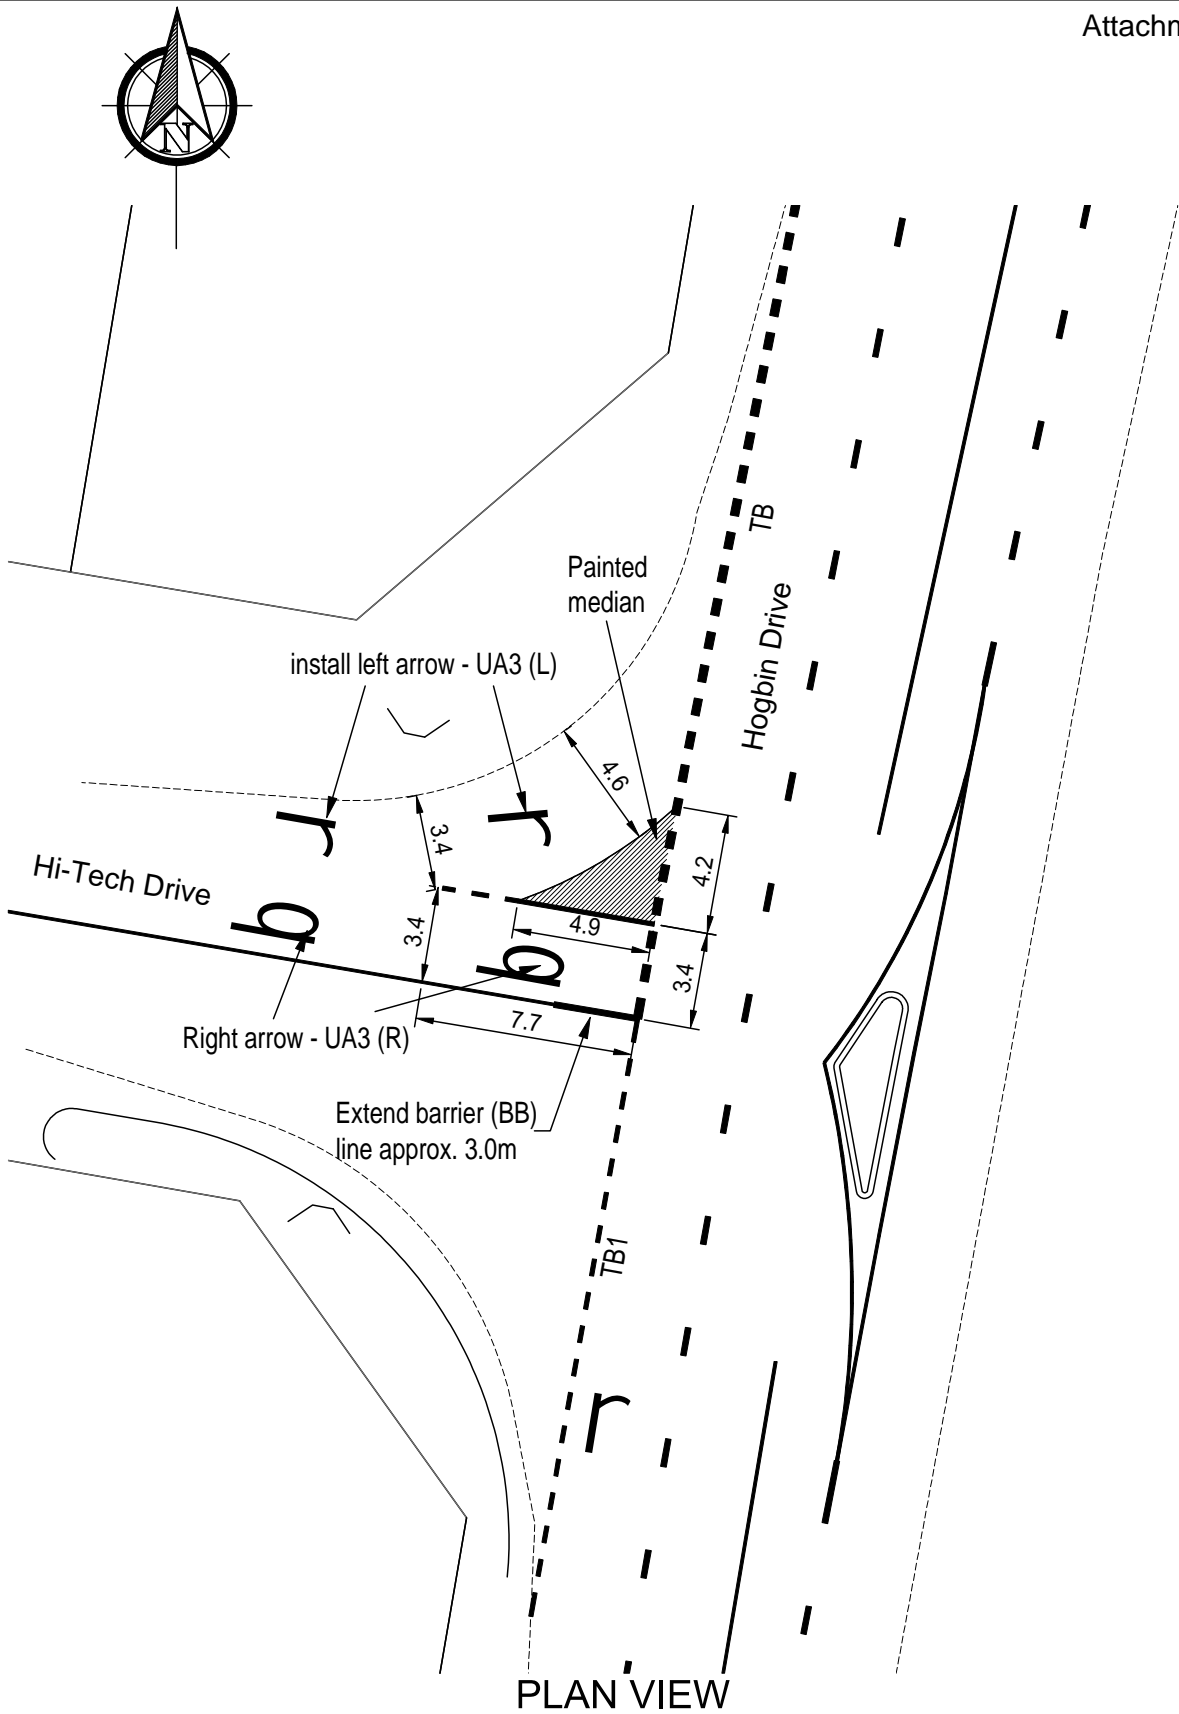 Attachm
N
TB
Painted
median
Hogbin Drive
install left arrow - UA3 (L)
4.6
3.4
4.2
Hi-Tech Drive
3.4
4.9
3.4
7.7
Right arrow - UA3 (R)
Extend barrier (BB)
line approx. 3.0m
TB1
PLAN VIEW